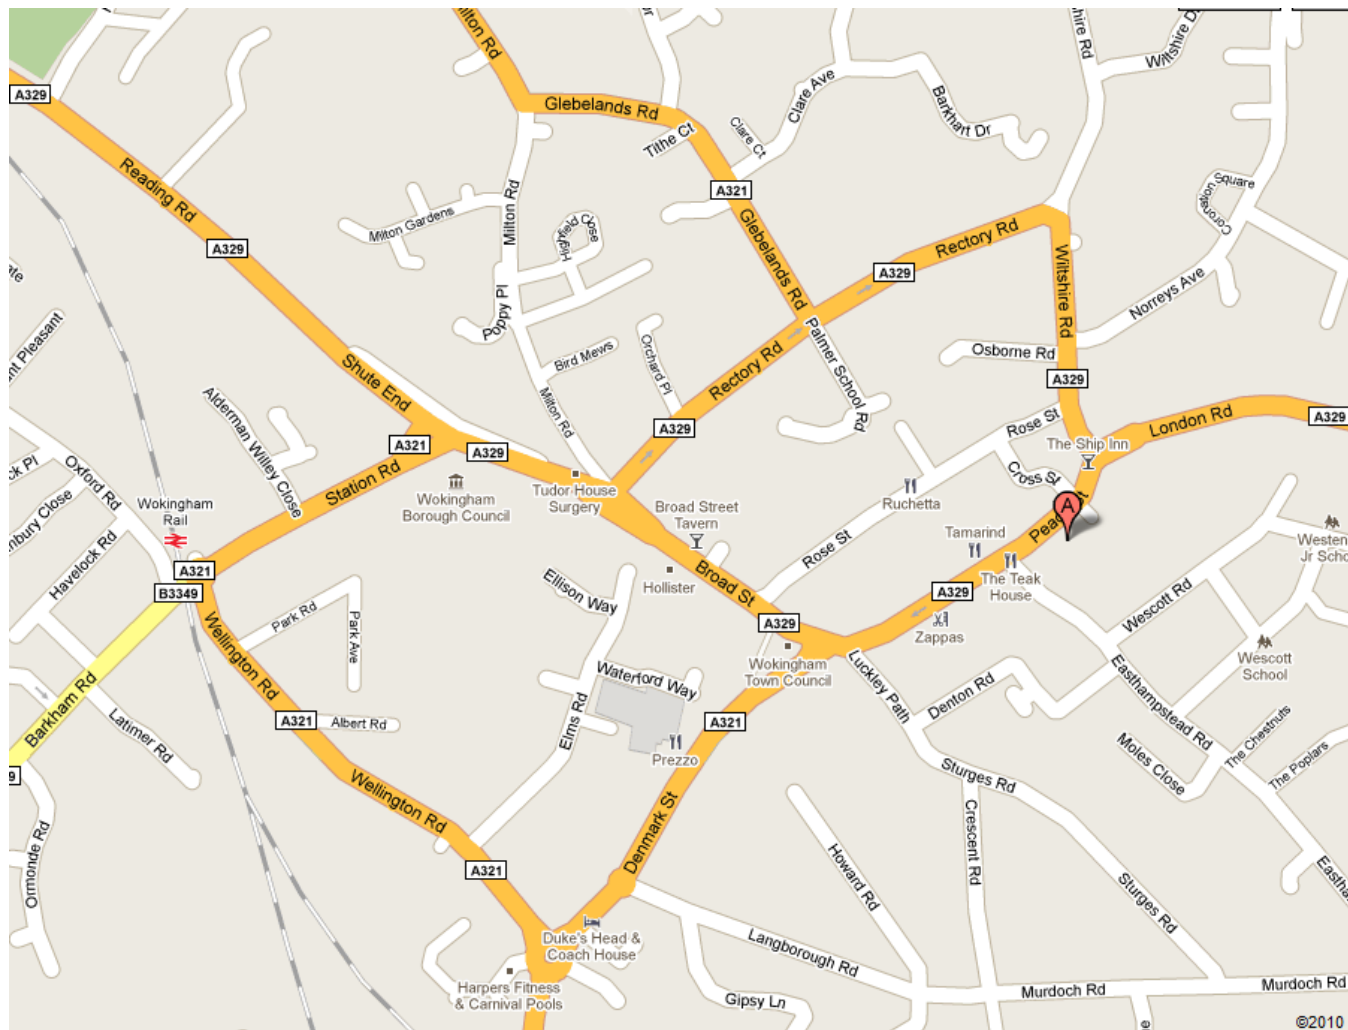 Milton Rd
shire Rd
Wiltshire Dr
A329
Glebelands Rd
Clare Ave
Barkhart Dr
Tithe Ct
Clare Ct
Reading Rd
A321
Coronation Square
Milton Gardens
Milton Rd
Highfield Close
Glebelands Rd
Rectory Rd
A329
A329
Wiltshire Rd
Norreys Ave
Poppy Pl
Palmer School Rd
Bird Mews
Orchard Pl
Osborne Rd
Shute End
Rectory Rd
A329
Alderman Willey Close
Milton Rd
A329
Rose St
London Rd
A329
A321
A329
The Ship Inn
Oxford Rd
Station Rd
Wokingham
Borough Council
Tudor House
Surgery
Cross St
Ruchetta
Broad Street
Tavern
Wokingham
Rail
A
Peach St
Tamarind
Rose St
Havelock Rd
A321
B3349
Hollister
Broad St
The Teak
House
Ellison Way
A329
Wescott Rd
Park Rd
Park Ave
A329
Zappas
Wescott
School
Wellington Rd
Wokingham
Town Council
Luckley Path
Waterford Way
Denton Rd
Easthampstead Rd
Barkham Rd
Latimer Rd
A321
Albert Rd
Elms Rd
A321
Prezzo
Moles Close
The Chestnuts
The Poplars
Sturges Rd
Wellington Rd
Denmark St
Crescent Rd
Ormonde Rd
A321
Howard Rd
Sturges Rd
Duke's Head &
Coach House
Langborough Rd
Harpers Fitness
& Carnival Pools
Gipsy Ln
Murdoch Rd
Murdoch Rd
©2010